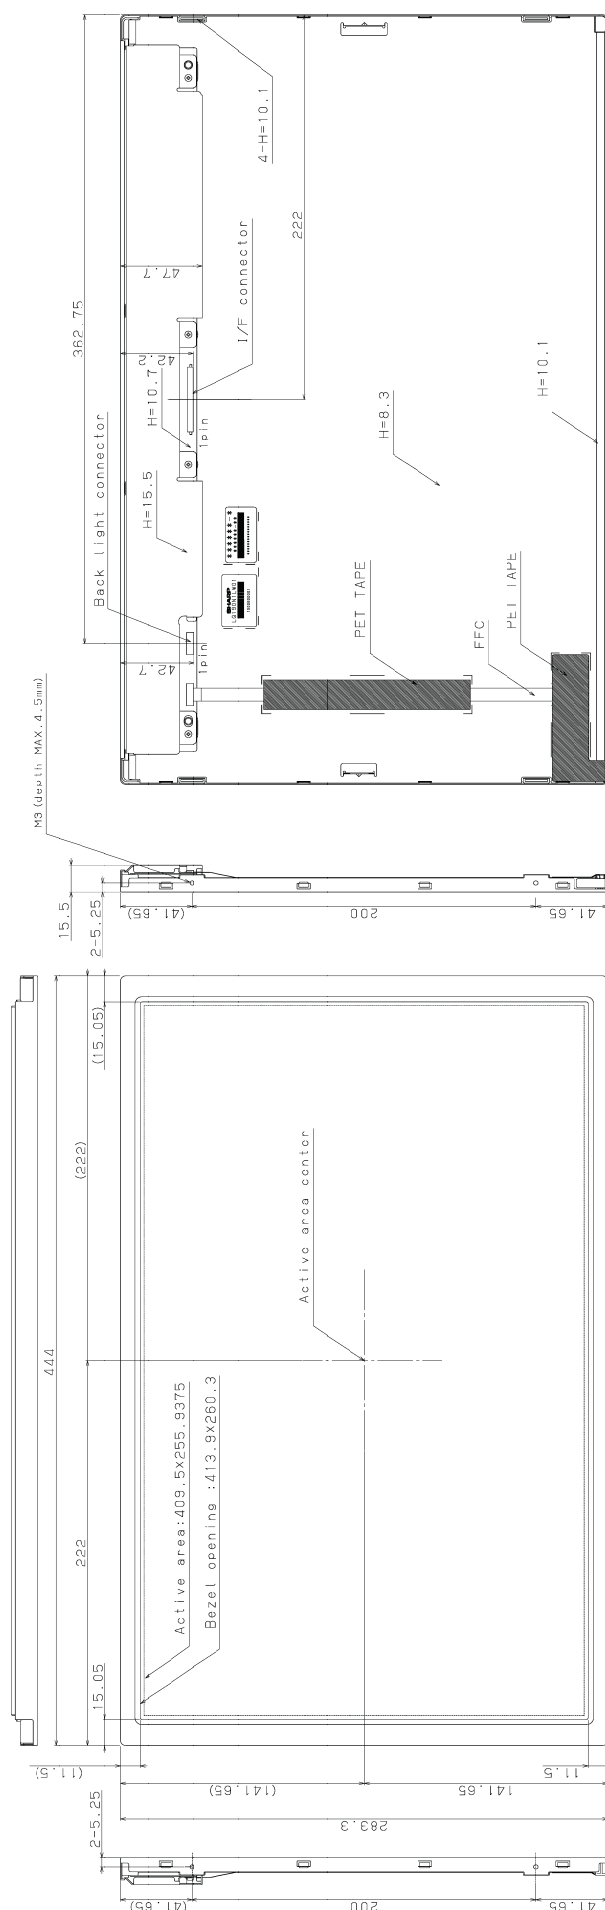 362.75
222
4-H=10.1
47.7
42.2
I/F connector
H=10.7
1pin
H=15.5
Back light connector
42.7
1pin
H=8.3
H=10.1
SHARP
PET TAPE
FFC
PET TAPE
M3(depth MAX.4.5mm)
15.5
2-5.25
(41.65)
200
41.65
(15.05)
(222)
444
Active area center
Active area:409.5X255.9375
Bezel opening :413.9X260.3
222
15.05
(11.5)
11.5
(141.65)
141.65
283.3
2-5.25
(41.65)
200
41.65